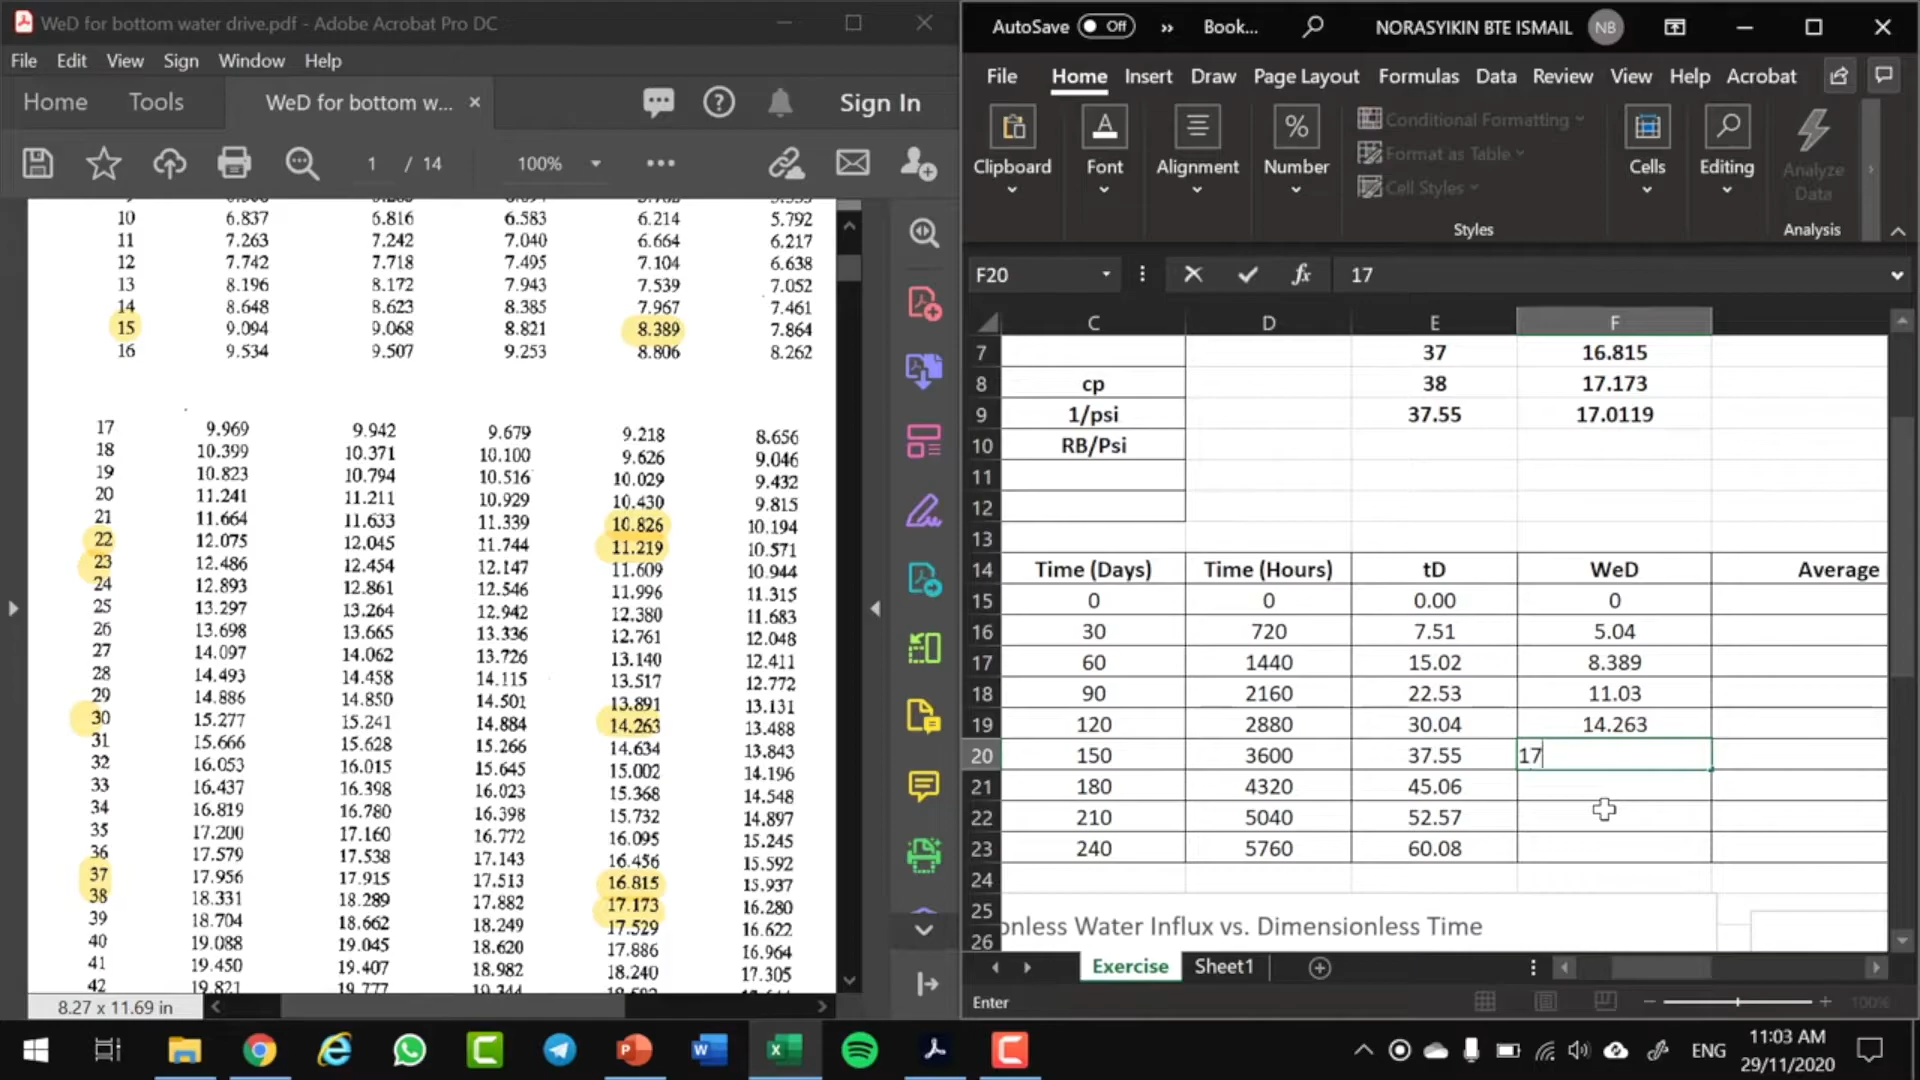 WeD for bottom water drive.pdf - Adobe Acrobat Pro DC
File Edit View Sign Window Help
Home Tools WeD for bottom w... × Sign In
1 / 14 100%
10 6.837 6.816 6.583 6.214 5.792
11 7.263 7.242 7.040 6.664 6.217
12 7.742 7.718 7.495 7.104 6.638
13 8.196 8.172 7.943 7.539 7.052
14 8.648 8.623 8.385 7.967 7.461
15 9.094 9.068 8.821 8.389 7.864
16 9.534 9.507 9.253 8.806 8.262
17 9.969 9.942 9.679 9.218 8.656
18 10.399 10.371 10.100 9.626 9.046
19 10.823 10.794 10.516 10.029 9.432
20 11.241 11.211 10.929 10.430 9.815
21 11.664 11.633 11.339 10.826 10.194
22 12.075 12.045 11.744 11.219 10.571
23 12.486 12.454 12.147 11.609 10.944
24 12.893 12.861 12.546 11.996 11.315
25 13.297 13.264 12.942 12.380 11.683
26 13.698 13.665 13.336 12.761 12.048
27 14.097 14.062 13.726 13.140 12.411
28 14.493 14.458 14.115 13.517 12.772
29 14.886 14.850 14.501 13.891 13.131
30 15.277 15.241 14.884 14.263 13.488
31 15.666 15.628 15.266 14.634 13.843
32 16.053 16.015 15.645 15.002 14.196
33 16.437 16.398 16.023 15.368 14.548
34 16.819 16.780 16.398 15.732 14.897
35 17.200 17.160 16.772 16.095 15.245
36 17.579 17.538 17.143 16.456 15.592
37 17.956 17.915 17.513 16.815 15.937
38 18.331 18.289 17.882 17.173 16.280
39 18.704 18.662 18.249 17.529 16.622
40 19.088 19.045 18.620 17.886 16.964
41 19.450 19.407 18.982 18.240 17.305
42 19.821 19.777
8.27 x 11.69 in
AutoSave Off Book... NORASYIKIN BTE ISMAIL NB
File Home Insert Draw Page Layout Formulas Data Review View Help Acrobat
Clipboard Font Alignment Number Conditional Formatting Format as Table Cell Styles Cells Editing Analyze Data
Styles Analysis
F20 fx 17
C D E F
7 37 16.815
8 cp 38 17.173
9 1/psi 37.55 17.0119
10 RB/Psi
11
12
13
14 Time (Days) Time (Hours) tD WeD Average
15 0 0 0.00 0
16 30 720 7.51 5.04
17 60 1440 15.02 8.389
18 90 2160 22.53 11.03
19 120 2880 30.04 14.263
20 150 3600 37.55 17
21 180 4320 45.06
22 210 5040 52.57
23 240 5760 60.08
24
25
26
onless Water Influx vs. Dimensionless Time
Exercise Sheet1
Enter 100%
ENG 11:03 AM
29/11/2020